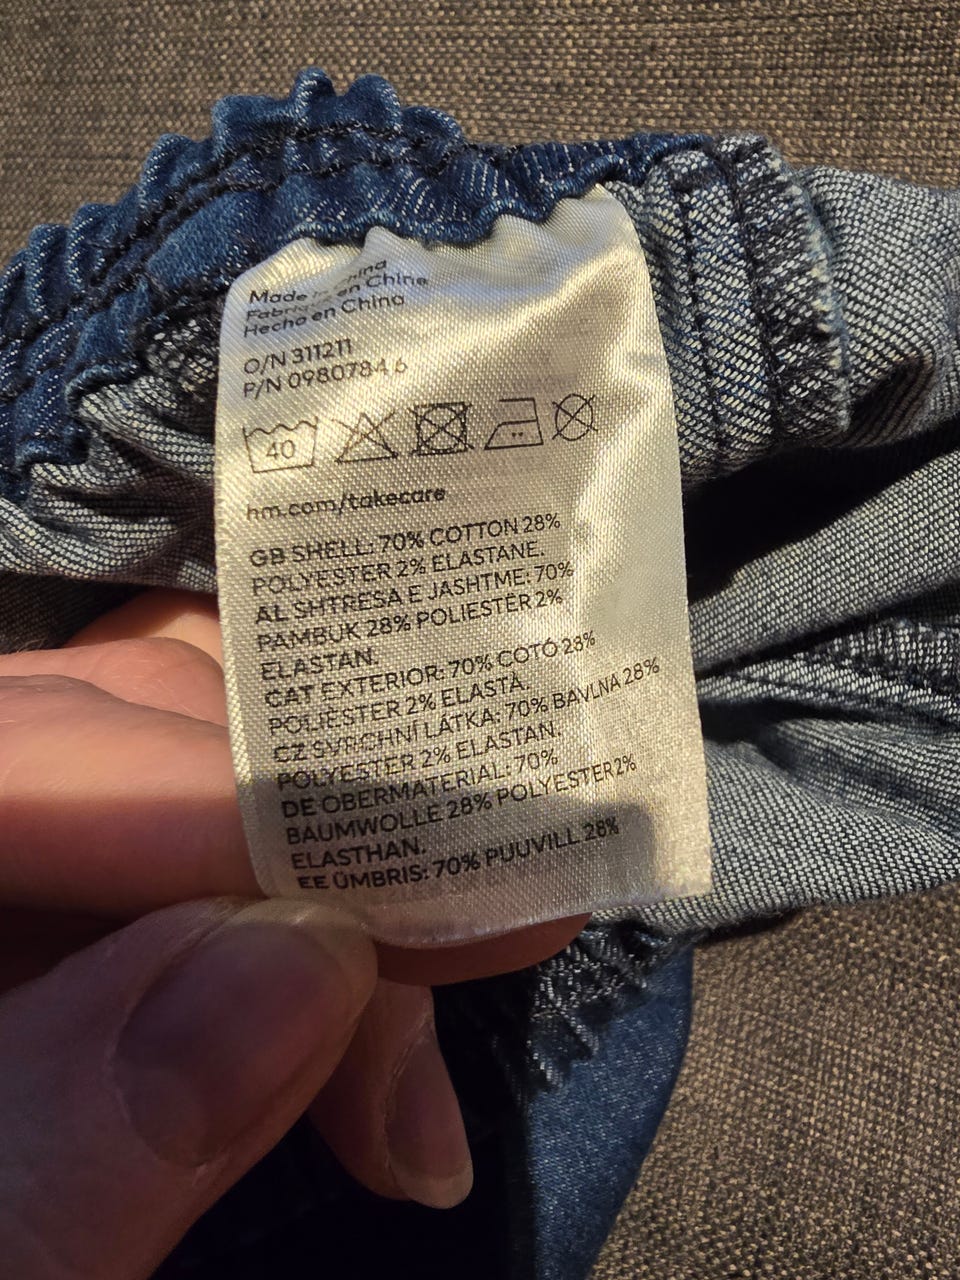 Made in China
Fabriqué en Chine
Hecho en China
O/N 311211
P/N 0980784 6
40
hm.com/takecare
GB SHELL: 70% COTTON 28%
POLYESTER 2% ELASTANE.
AL SHTRESA E JASHTME: 70%
PAMBUK 28% POLIESTËR 2%
ELASTAN.
CAT EXTERIOR: 70% COTÓ 28%
POLIÈSTER 2% ELASTÀ.
CZ SVRCHNÍ LÁTKA: 70% BAVLNA 28%
POLYESTER 2% ELASTAN.
DE OBERMATERIAL: 70%
BAUMWOLLE 28% POLYESTER 2%
ELASTHAN.
EE ÜMBRIS: 70% PUUVILL 28%